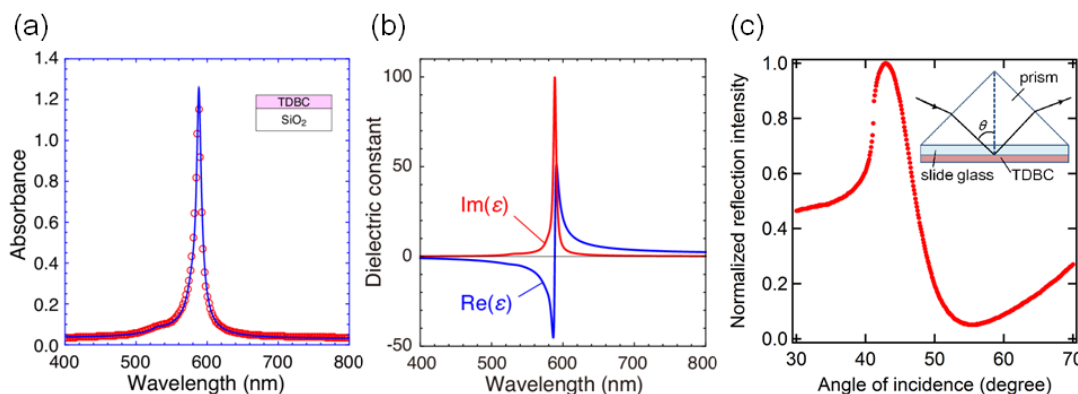 (a)
(b)
(c)
1.4
1.2
1.0
0.8
0.6
0.4
0.2
0.0
400
500
600
700
800
Absorbance
Wavelength (nm)
TDBC
SiO₂
100
50
0
-50
400
500
600
700
800
Dielectric constant
Wavelength (nm)
Im(ε)
Re(ε)
1.0
0.8
0.6
0.4
0.2
0.0
30
40
50
60
70
Normalized reflection intensity
Angle of incidence (degree)
prism
θ
slide glass
TDBC